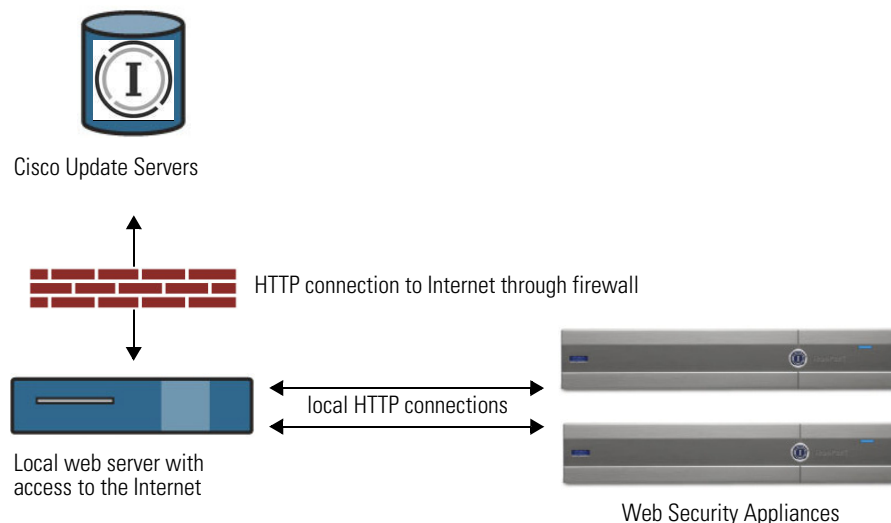 I
Cisco Update Servers
HTTP connection to Internet through firewall
local HTTP connections
Local web server with
access to the Internet
Web Security Appliances